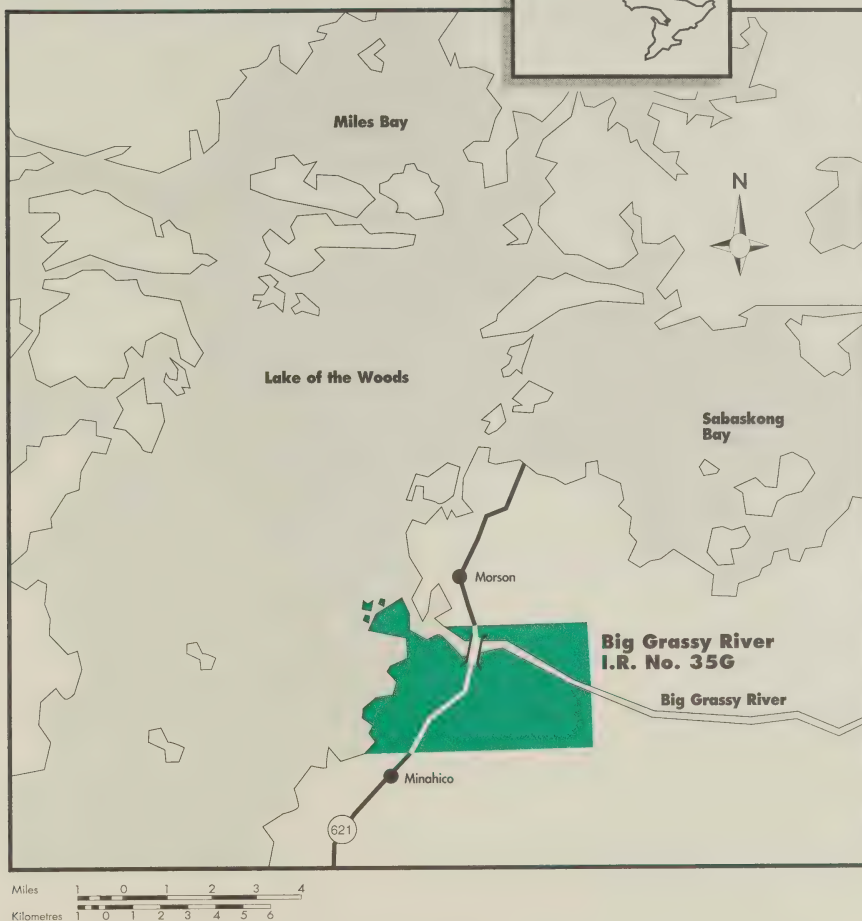 Miles Bay
N
Lake of the Woods
Sabaskong
Bay
Morson
Big Grassy River
I.R. No. 35G
Big Grassy River
Minahico
621
Miles 1 0 1 2 3 4
Kilometres 1 0 1 2 3 4 5 6